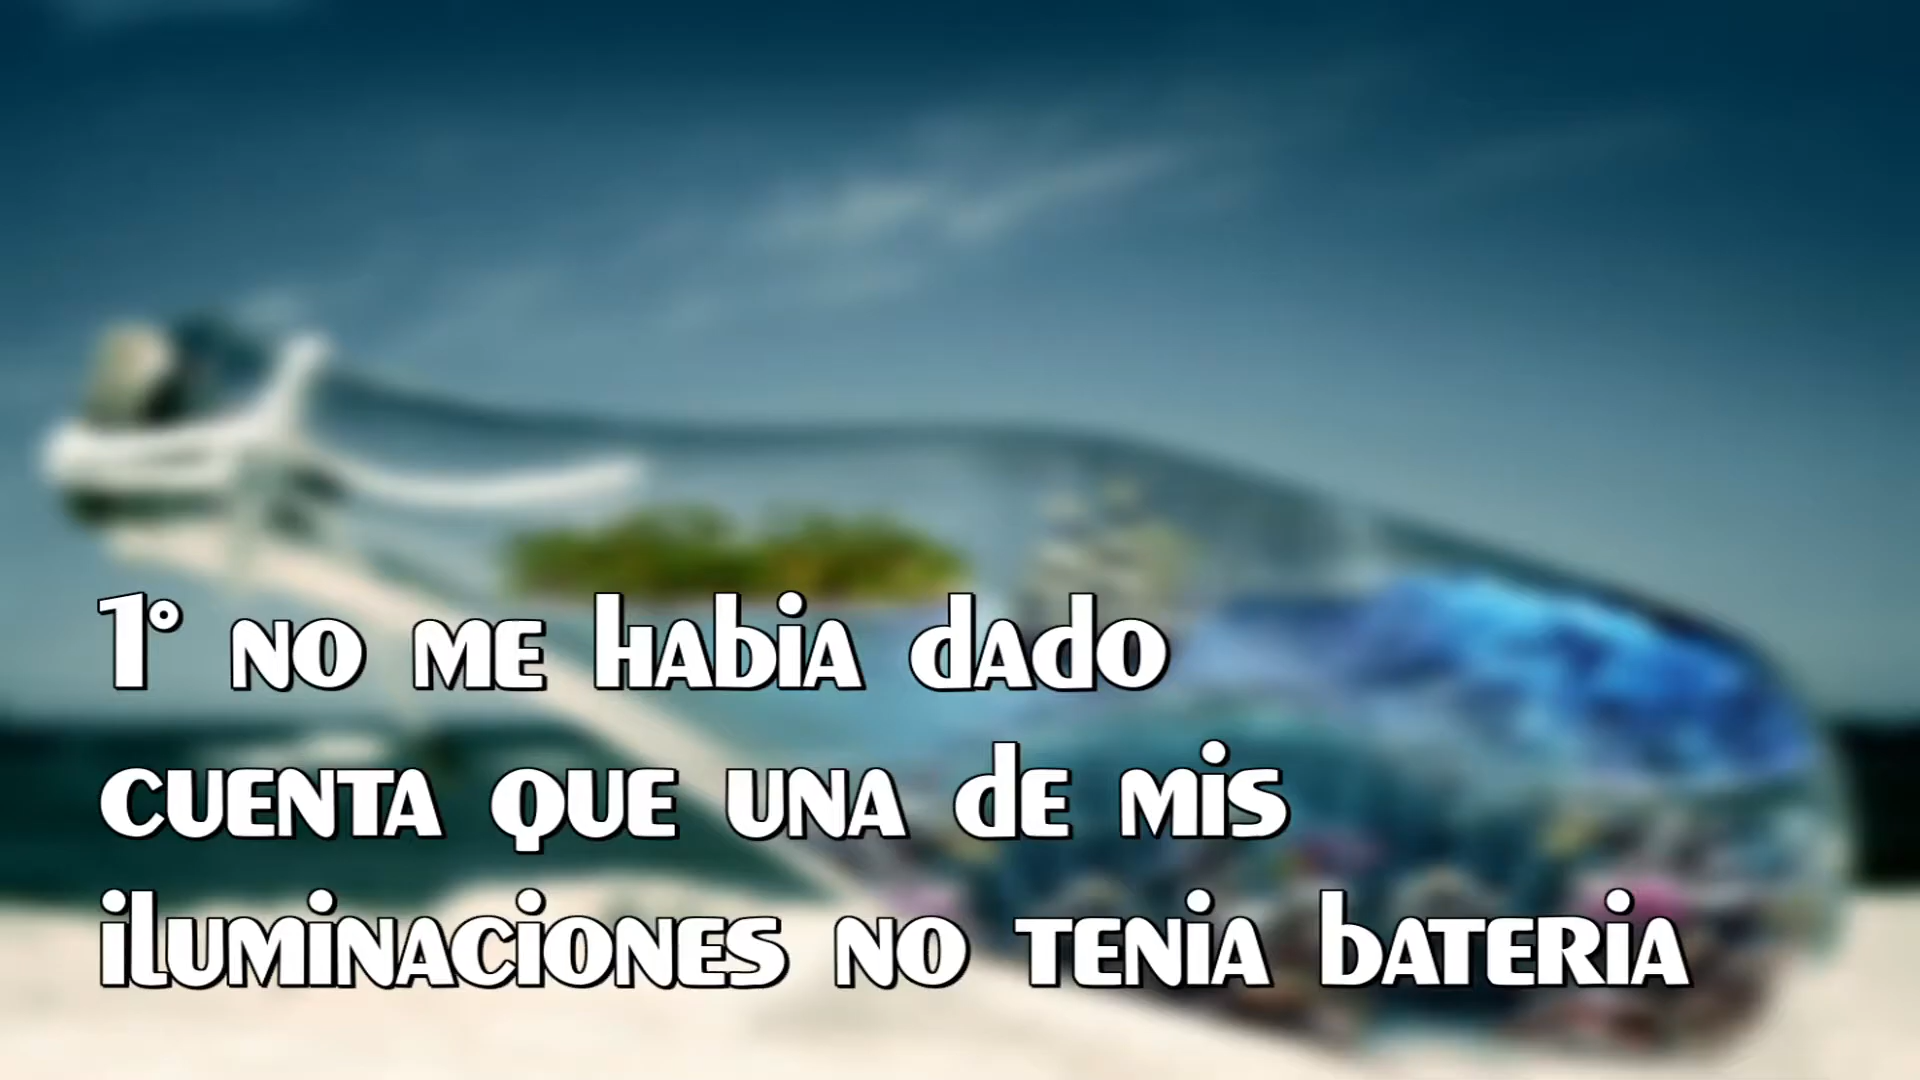 1° no me habia dado
cuenta que una de mis
iluminaciones no tenia bateria